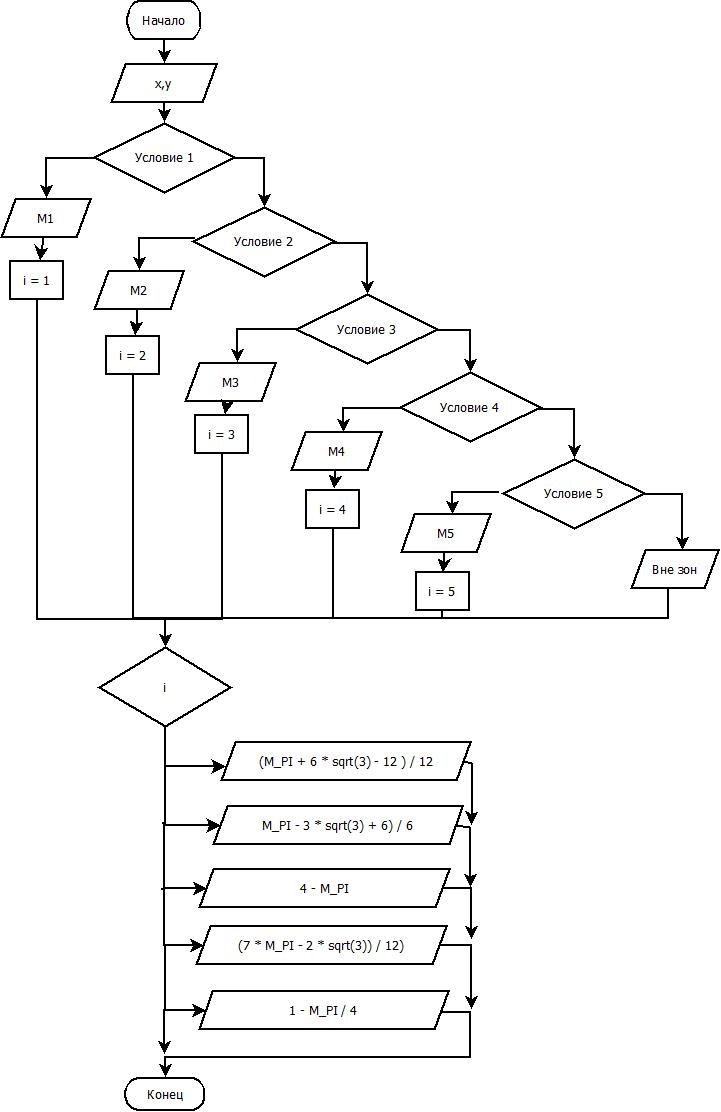 Начало
x,y
Условие 1
M1
i = 1
Условие 2
M2
i = 2
Условие 3
M3
i = 3
Условие 4
M4
i = 4
Условие 5
M5
i = 5
Вне зон
i
(M_PI + 6 * sqrt(3) - 12 ) / 12
M_PI - 3 * sqrt(3) + 6) / 6
4 - M_PI
(7 * M_PI - 2 * sqrt(3)) / 12)
1 - M_PI / 4
Конец